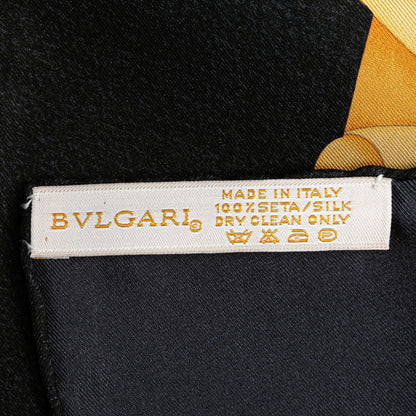 BVLGARI®
MADE IN ITALY
100% SETA/SILK
DRY CLEAN ONLY